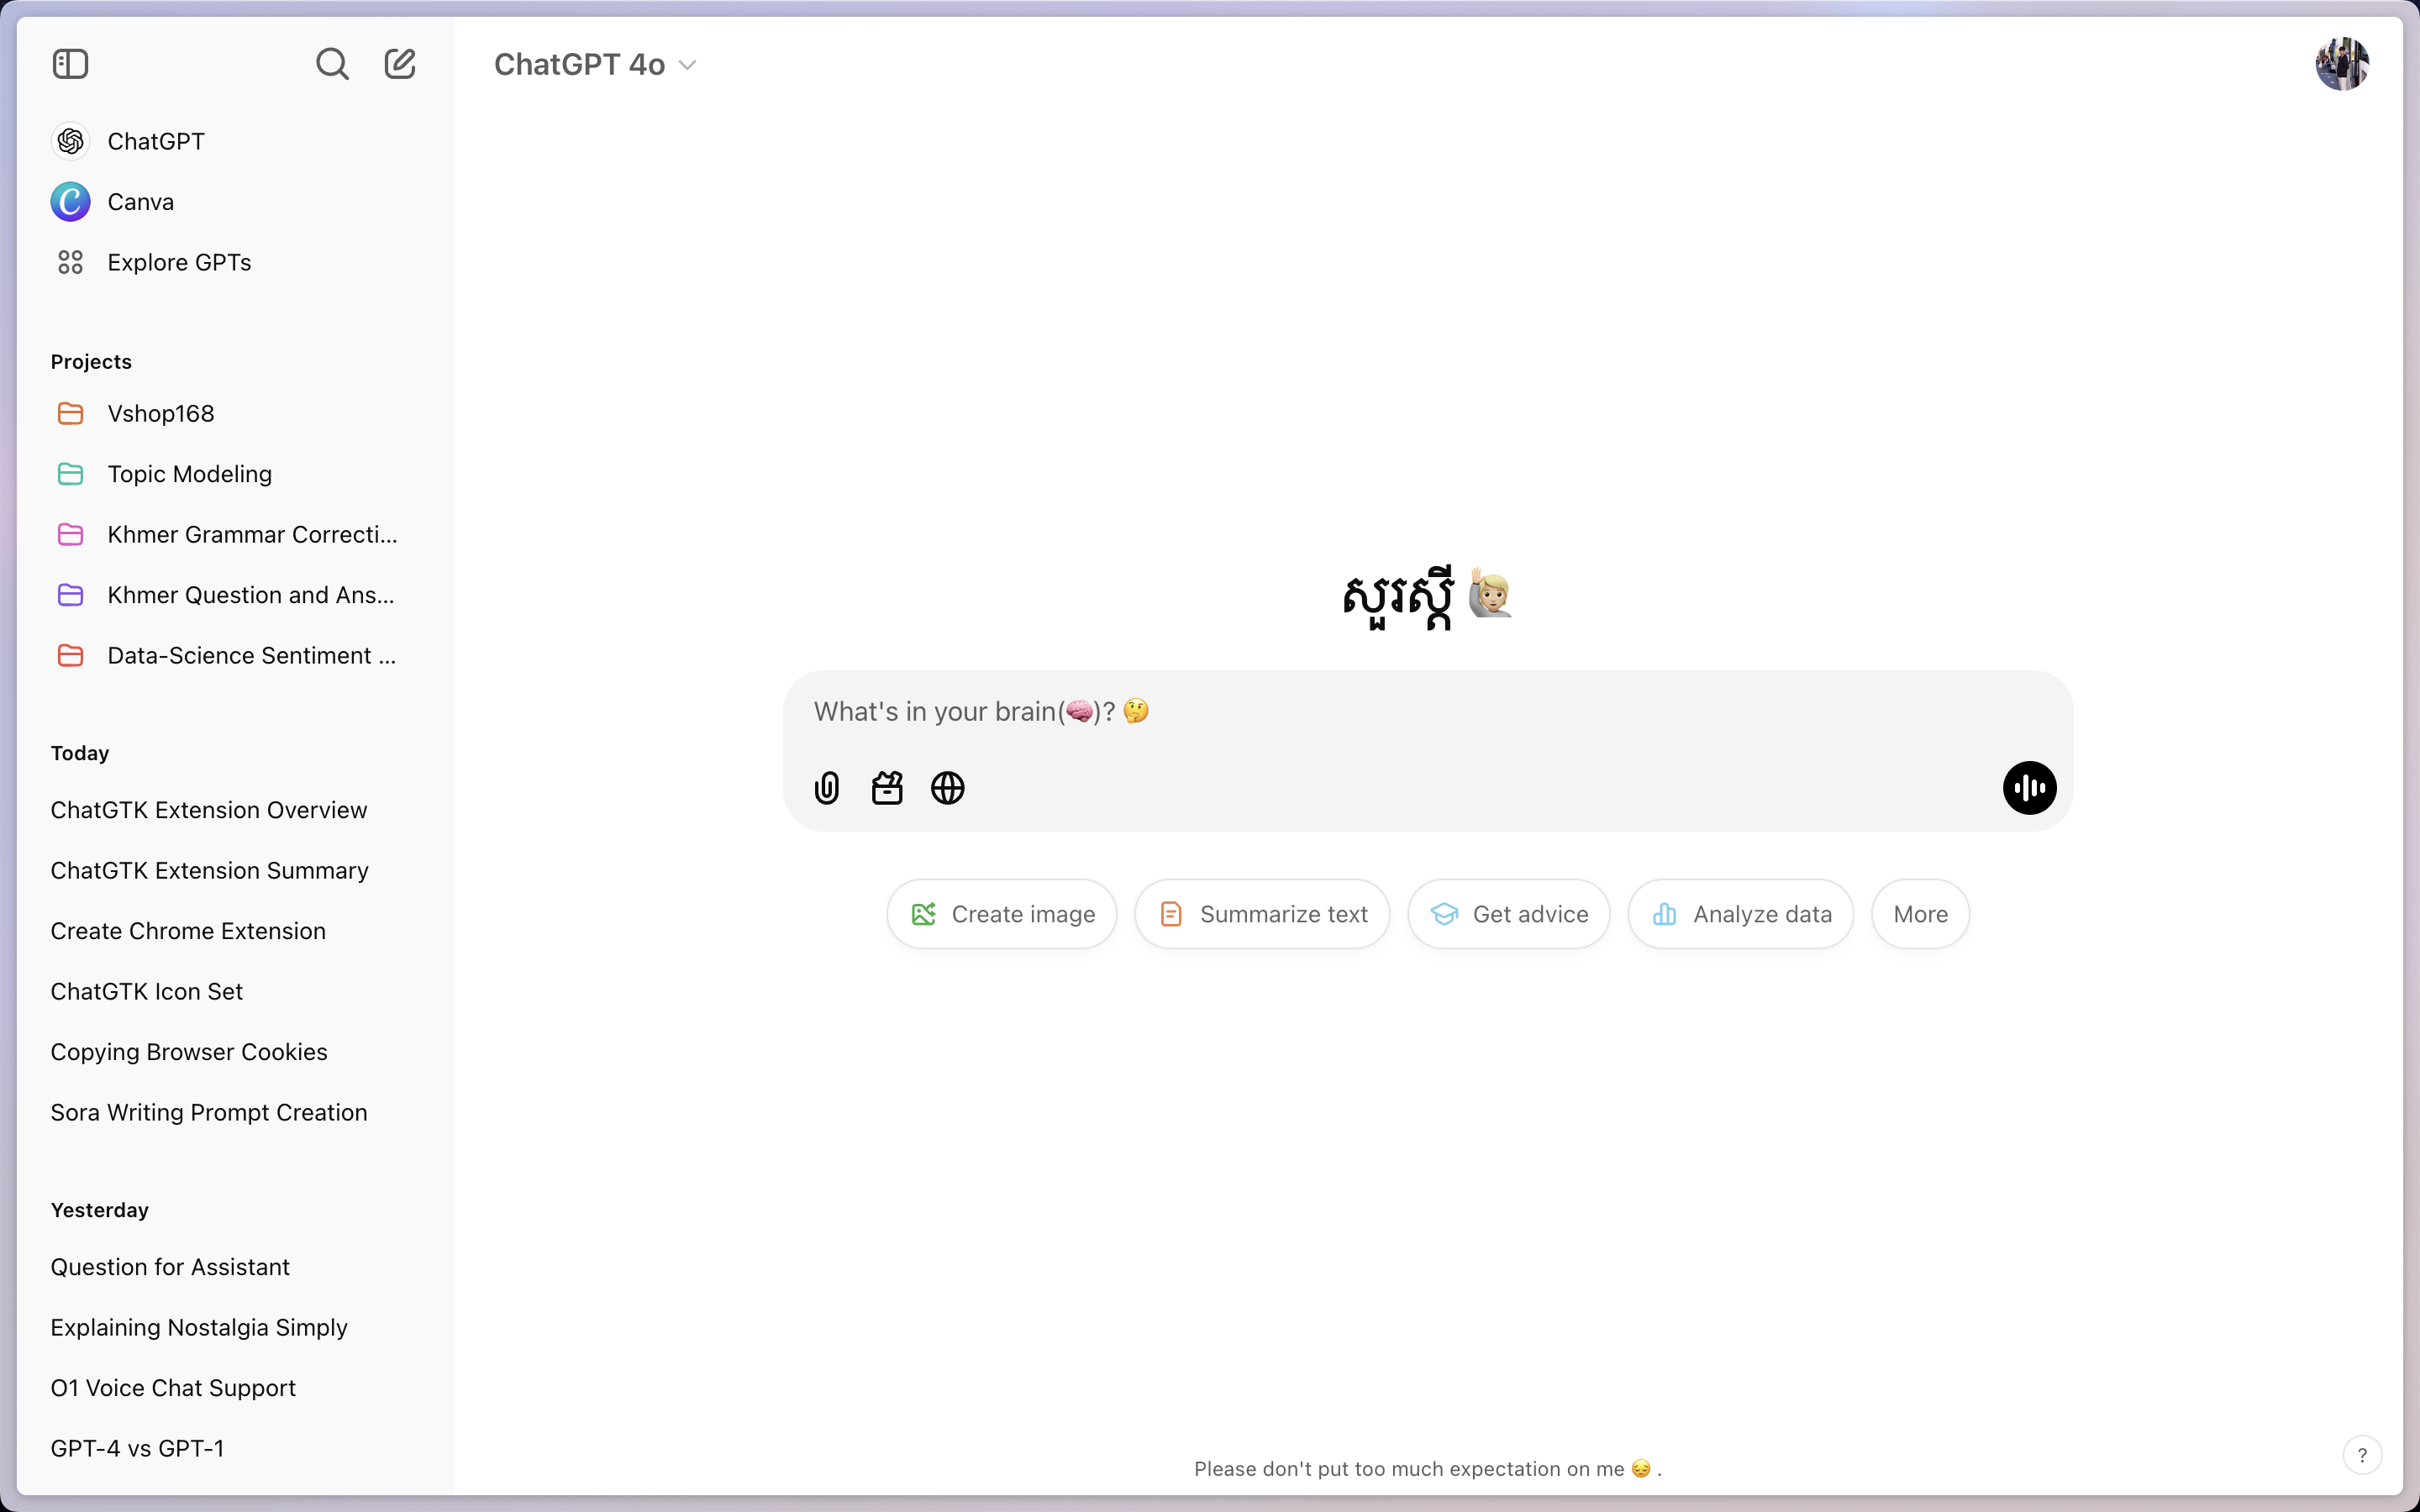 ChatGPT
Canva
Explore GPTs
Projects
Vshop168
Topic Modeling
Khmer Grammar Correcti...
Khmer Question and Ans...
Data-Science Sentiment ...
Today
ChatGTK Extension Overview
ChatGTK Extension Summary
Create Chrome Extension
ChatGTK Icon Set
Copying Browser Cookies
Sora Writing Prompt Creation
Yesterday
Question for Assistant
Explaining Nostalgia Simply
O1 Voice Chat Support
GPT-4 vs GPT-1
ChatGPT 4o
សួរស្ដី 🙋🏼
What's in your brain(🧠)? 🤔
Create image
Summarize text
Get advice
Analyze data
More
Please don't put too much expectation on me 😔 .
?